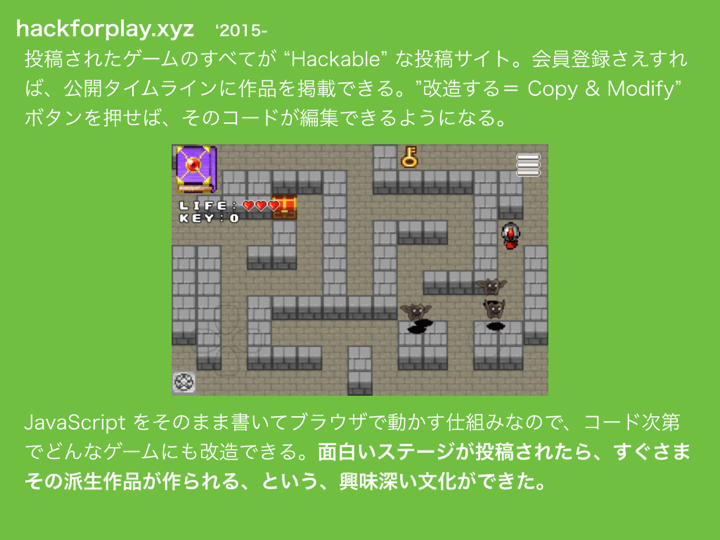 hackforplay.xyz ‘2015-
投稿されたゲームのすべてが “Hackable” な投稿サイト。会員登録さえすれ
ば、公開タイムラインに作品を掲載できる。”改造する＝ Copy & Modify”
ボタンを押せば、そのコードが編集できるようになる。
LIFE:
KEY:0
JavaScript をそのまま書いてブラウザで動かす仕組みなので、コード次第
でどんなゲームにも改造できる。面白いステージが投稿されたら、すぐさま
その派生作品が作られる、という、興味深い文化ができた。